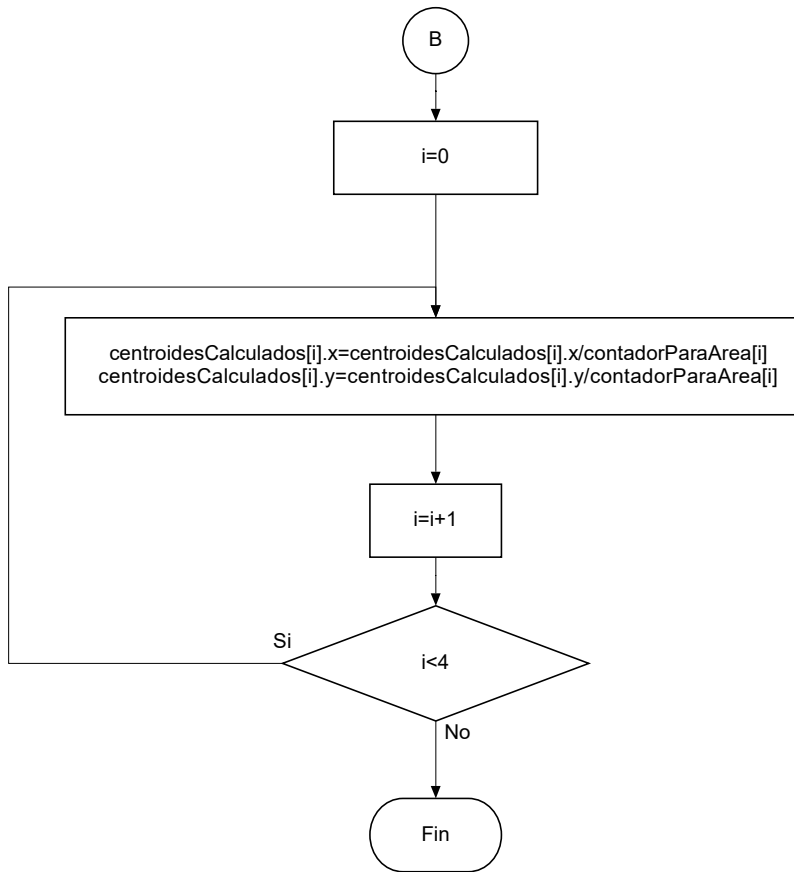 B
i=0
centroidesCalculados[i].x=centroidesCalculados[i].x/contadorParaArea[i]
centroidesCalculados[i].y=centroidesCalculados[i].y/contadorParaArea[i]
i=i+1
Si
i<4
No
Fin